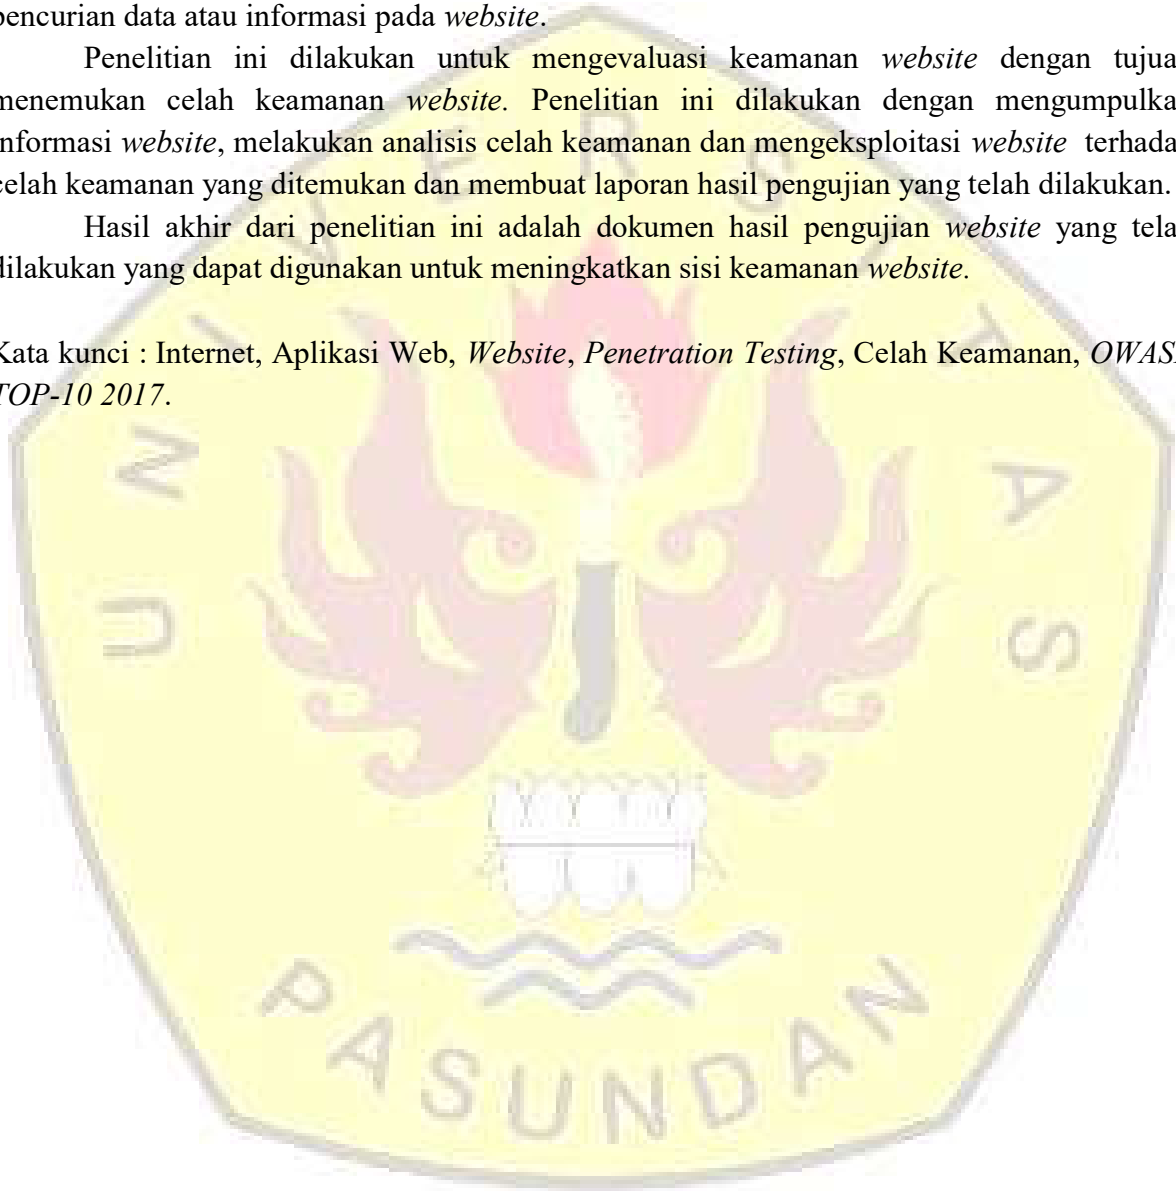 pencurian data atau informasi pada website.
Penelitian ini dilakukan untuk mengevaluasi keamanan website dengan tujua
menemukan celah keamanan website. Penelitian ini dilakukan dengan mengumpulka
informasi website, melakukan analisis celah keamanan dan mengeksploitasi website terhada
celah keamanan yang ditemukan dan membuat laporan hasil pengujian yang telah dilakukan.
Hasil akhir dari penelitian ini adalah dokumen hasil pengujian website yang tela
dilakukan yang dapat digunakan untuk meningkatkan sisi keamanan website.
Kata kunci : Internet, Aplikasi Web, Website, Penetration Testing, Celah Keamanan, OWAS
TOP-10 2017.
UNIVERSITAS
PASUNDAN